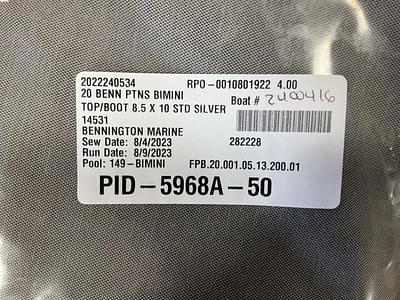 2022240534 RPO-0010801922 4.00
20 BENN PTNS BIMINI
TOP/BOOT 8.5 X 10 STD SILVER
Boat # 2400416
14531
BENNINGTON MARINE
Sew Date: 8/4/2023 282228
Run Date: 8/9/2023
Pool: 149-BIMINI FPB.20.001.05.13.200.01
PID-5968A-50